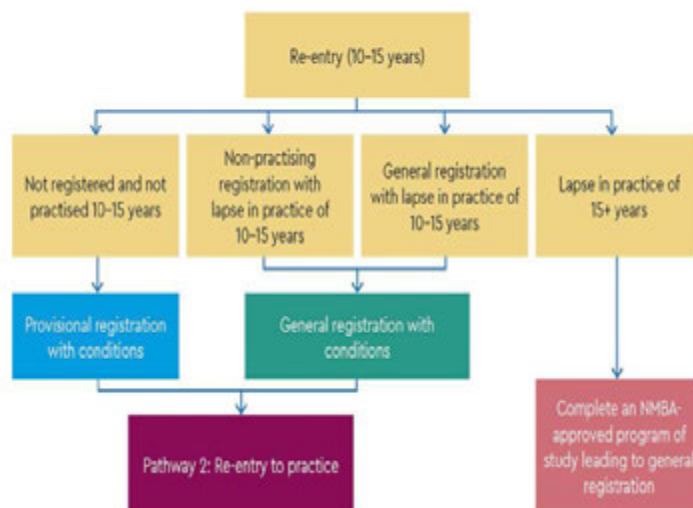 Re-entry (10-15 years)
Not registered and not
practised 10-15 years
Non-practising
registration with
lapse in practice of
10-15 years
General registration
with lapse in practice of
10-15 years
Lapse in practice of
15+ years
Provisional registration
with conditions
General registration with
conditions
Pathway 2: Re-entry to practice
Complete an NMBA-
approved program of
study leading to general
registration